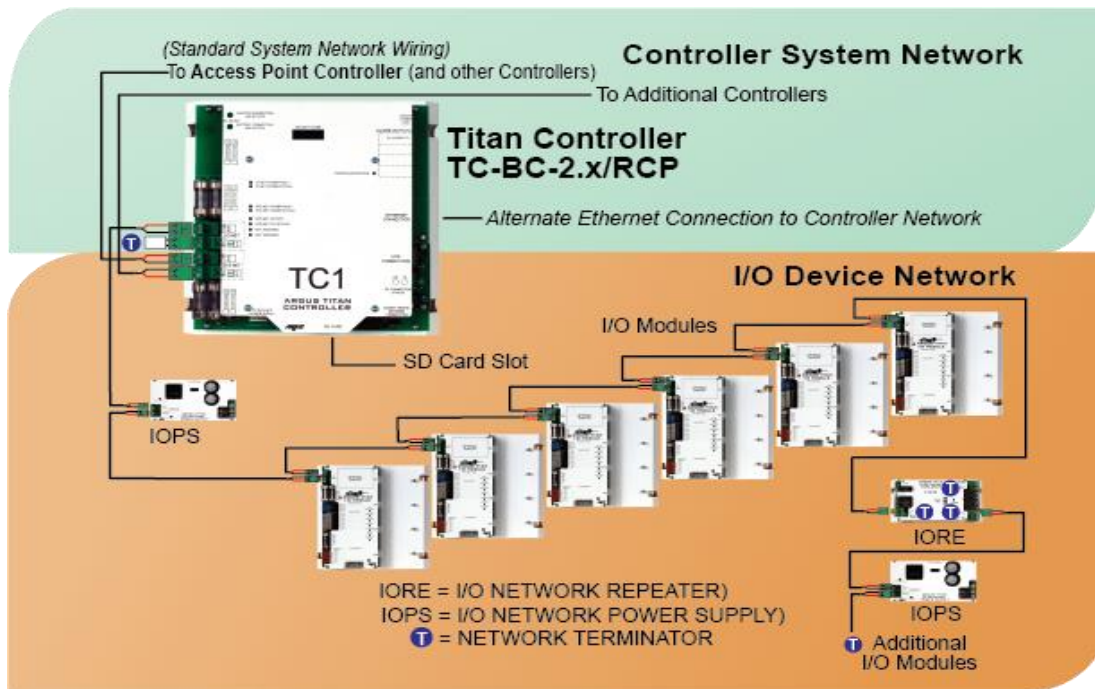 (Standard System Network Wiring)
To Access Point Controller (and other Controllers)
Controller System Network
To Additional Controllers
Titan Controller
TC-BC-2.x/RCP
Alternate Ethernet Connection to Controller Network
T
TC1
ARGUS TITAN
CONTROLLER
I/O Device Network
I/O Modules
SD Card Slot
IOPS
T
T T
IORE
IORE = I/O NETWORK REPEATER)
IOPS = I/O NETWORK POWER SUPPLY)
T = NETWORK TERMINATOR
IOPS
T Additional
I/O Modules